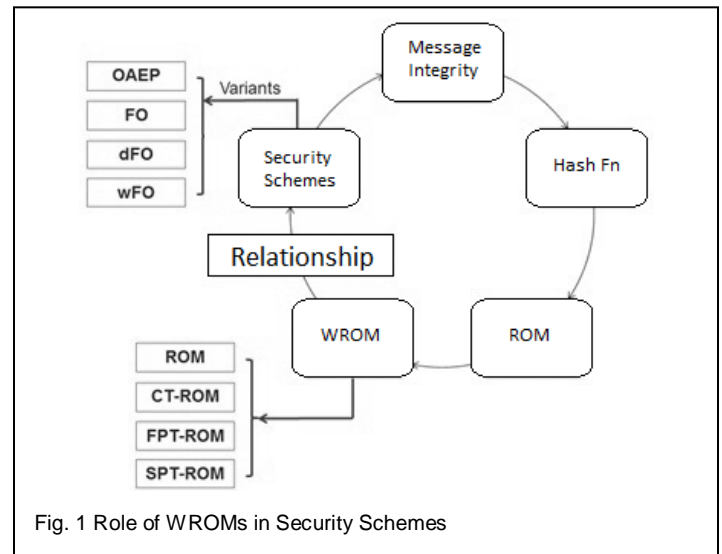 Message
Integrity
OAEP
Variants
FO
dFO
wFO
Security
Schemes
Hash Fn
Relationship
WROM
ROM
ROM
CT-ROM
FPT-ROM
SPT-ROM
Fig. 1 Role of WROMs in Security Schemes